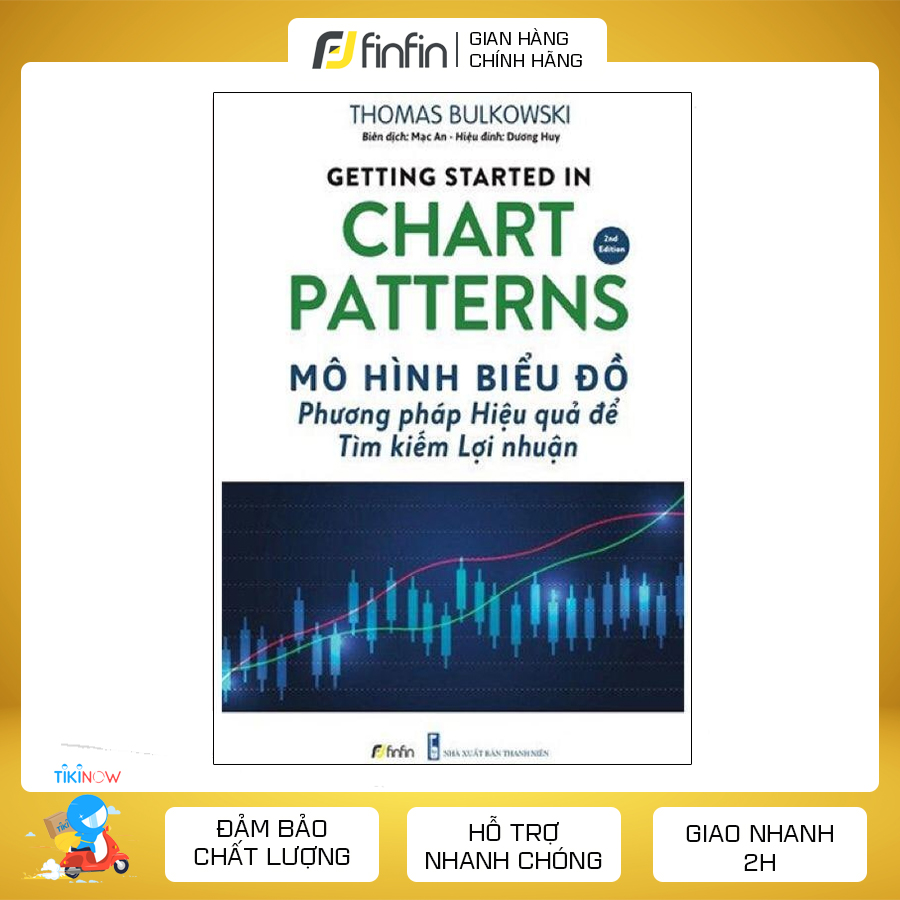 finfin
GIAN HÀNG
CHÍNH HÃNG
THOMAS BULKOWSKI
Biên dịch: Mạc An - Hiệu đính: Dương Huy
GETTING STARTED IN
CHART
2nd
Edition
PATTERNS
MÔ HÌNH BIỂU ĐỒ
Phương pháp Hiệu quả để
Tìm kiếm Lợi nhuận
finfin
NHÀ XUẤT BẢN THANH NIÊN
TIKINOW
TIKI
ĐẢM BẢO
CHẤT LƯỢNG
HỖ TRỢ
NHANH CHÓNG
GIAO NHANH
2H